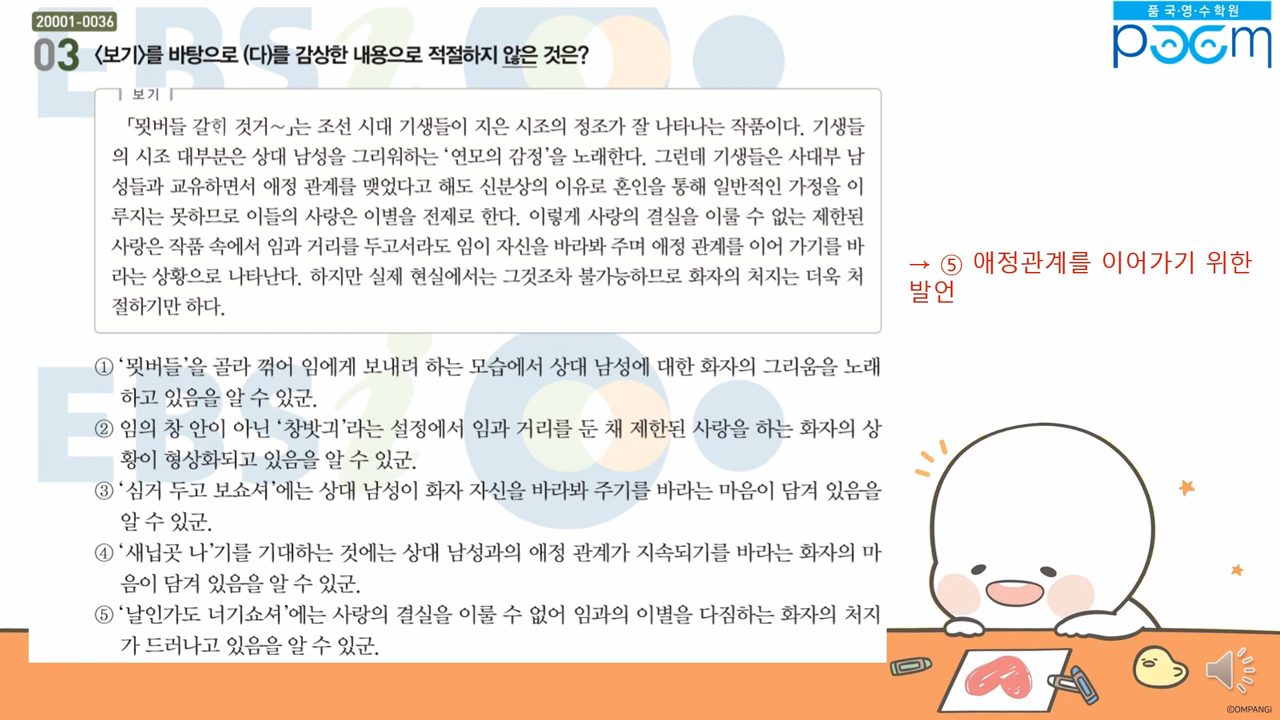 20001-0036
품 국·영·수학원
poem
03 <보기>를 바탕으로 (다)를 감상한 내용으로 적절하지 않은 것은?
보기
「묏버들 갈ᄒᆡ 것거~」는 조선 시대 기생들이 지은 시조의 정조가 잘 나타나는 작품이다. 기생들
의 시조 대부분은 상대 남성을 그리워하는 ‘연모의 감정’을 노래한다. 그런데 기생들은 사대부 남
성들과 교유하면서 애정 관계를 맺었다고 해도 신분상의 이유로 혼인을 통해 일반적인 가정을 이
루지는 못하므로 이들의 사랑은 이별을 전제로 한다. 이렇게 사랑의 결실을 이룰 수 없는 제한된
사랑은 작품 속에서 임과 거리를 두고서라도 임이 자신을 바라봐 주며 애정 관계를 이어 가기를 바
라는 상황으로 나타난다. 하지만 실제 현실에서는 그것조차 불가능하므로 화자의 처지는 더욱 처
절하기만 하다.
→ ⑤ 애정관계를 이어가기 위한
발언
① ‘묏버들’을 골라 꺾어 임에게 보내려 하는 모습에서 상대 남성에 대한 화자의 그리움을 노래
하고 있음을 알 수 있군.
② 임의 창 안이 아닌 ‘창밧긔’라는 설정에서 임과 거리를 둔 채 제한된 사랑을 하는 화자의 상
황이 형상화되고 있음을 알 수 있군.
③ ‘심거 두고 보쇼셔’에는 상대 남성이 화자 자신을 바라봐 주기를 바라는 마음이 담겨 있음을
알 수 있군.
④ ‘새닙곳 나’기를 기대하는 것에는 상대 남성과의 애정 관계가 지속되기를 바라는 화자의 마
음이 담겨 있음을 알 수 있군.
⑤ ‘날인가도 너기쇼셔’에는 사랑의 결실을 이룰 수 없어 임과의 이별을 다짐하는 화자의 처지
가 드러나고 있음을 알 수 있군.
EBSi
EBSi
©OMPANGi